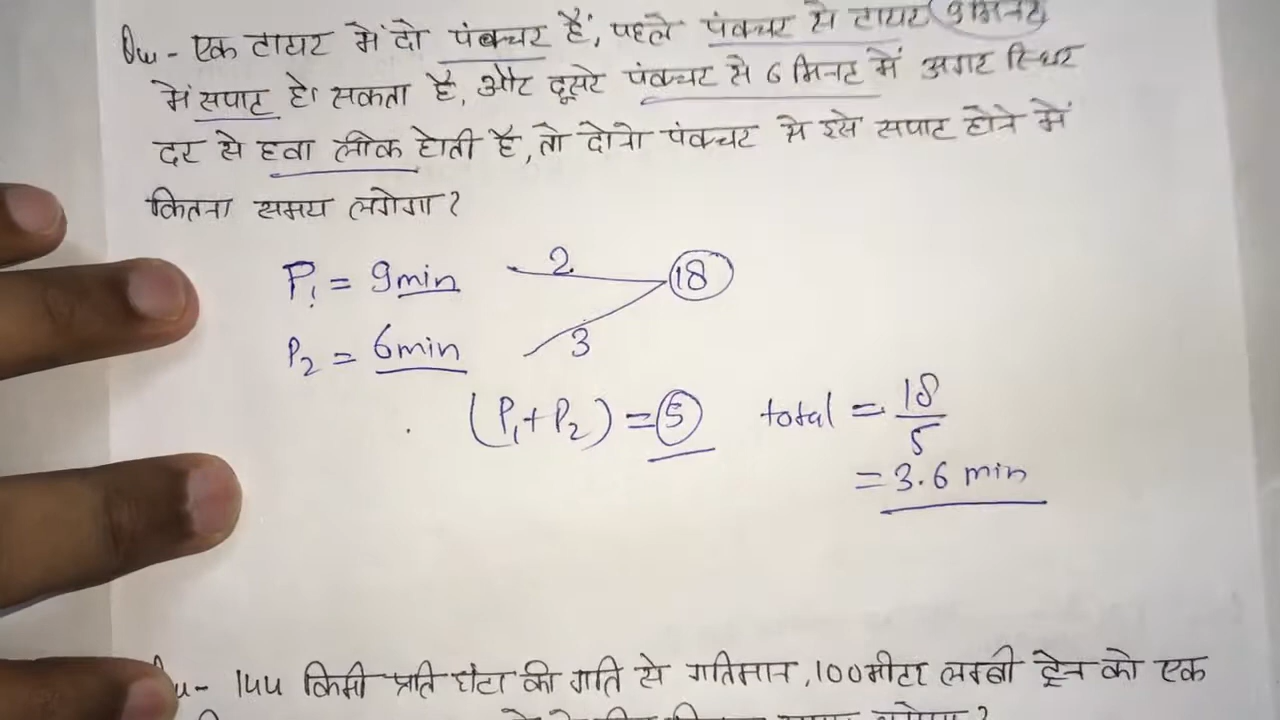 Qu - एक टायर में दो पंक्चर हैं, पहले पंक्चर से टायर 9 मिनट
में सपाट हो सकता है, और दूसरे पंक्चर से 6 मिनट में अगर स्थिर
दर से हवा लीक होती है, तो दोनो पंक्चर से इसे सपाट होने में
कितना समय लगेगा?
P₁ = 9min 2 18
P₂ = 6min 3
(P₁+P₂) = 5 total = 18/5
= 3.6 min
Qu- 144 किमी प्रति घंटा की गति से गतिमान, 100मीटर लम्बी ट्रेन को एक